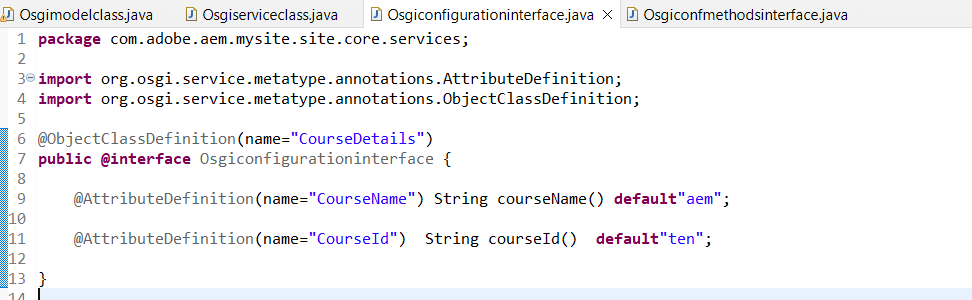 Osgimodelclass.java Osgiserviceclass.java Osgiconfigurationinterface.java Osgiconfmethodsinterface.java
1 package com.adobe.aem.mysite.site.core.services;
2
3 import org.osgi.service.metatype.annotations.AttributeDefinition;
4 import org.osgi.service.metatype.annotations.ObjectClassDefinition;
5
6 @ObjectClassDefinition(name="CourseDetails")
7 public @interface Osgiconfigurationinterface {
8
9 @AttributeDefinition(name="CourseName") String courseName() default"aem";
10
11 @AttributeDefinition(name="CourseId")  String courseId()  default"ten";
12
13 }
14